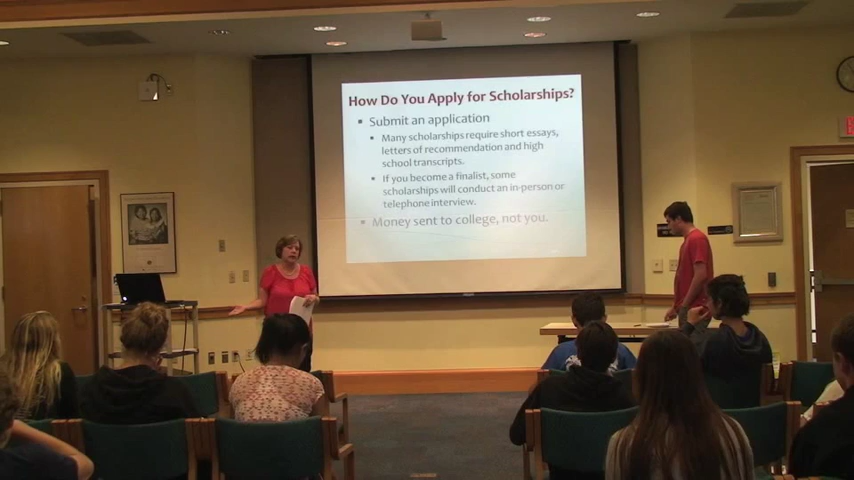 How Do You Apply for Scholarships?
▪ Submit an application
▪ Many scholarships require short essays,
letters of recommendation and high
school transcripts.
▪ If you become a finalist, some
scholarships will conduct an in-person or
telephone interview.
▪ Money sent to college, not you.